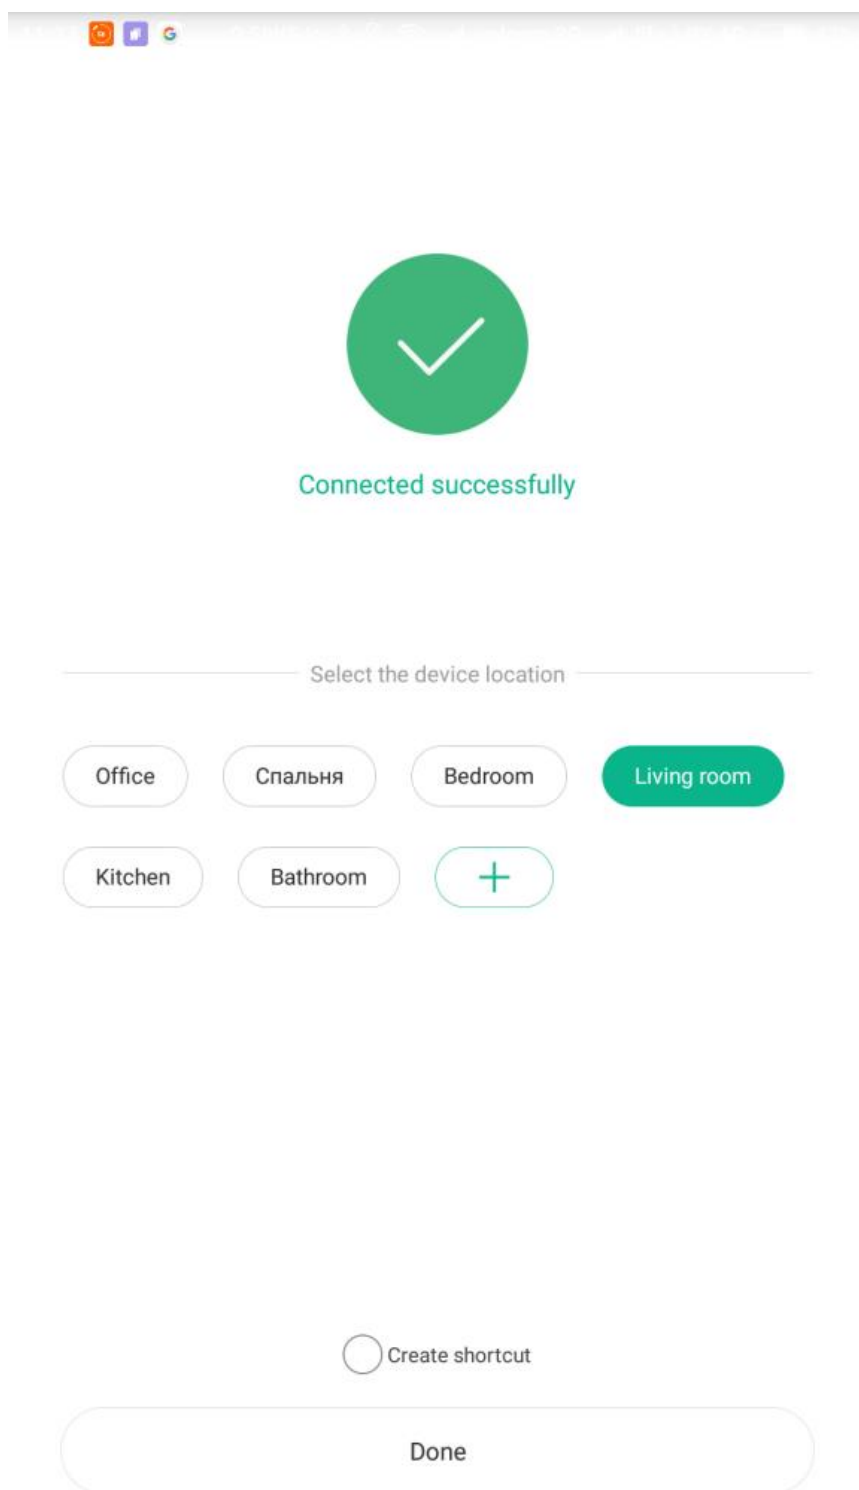 Connected successfully
Select the device location
Office Спальня Bedroom Living room
Kitchen Bathroom +
Create shortcut
Done